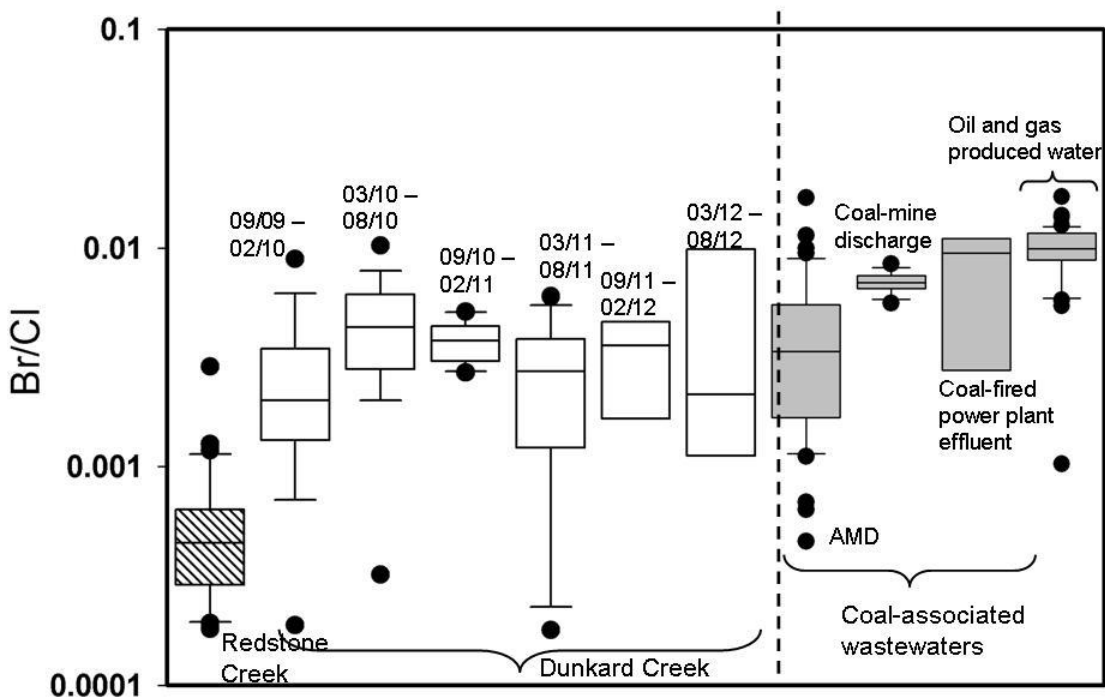 0.1
0.01
0.001
0.0001
Br/Cl
09/09 –
02/10
03/10 –
08/10
09/10 –
02/11
03/11 –
08/11
09/11 –
02/12
03/12 –
08/12
Coal-mine
discharge
Oil and gas
produced water
Coal-fired
power plant
effluent
AMD
Redstone
Creek
Dunkard Creek
Coal-associated
wastewaters